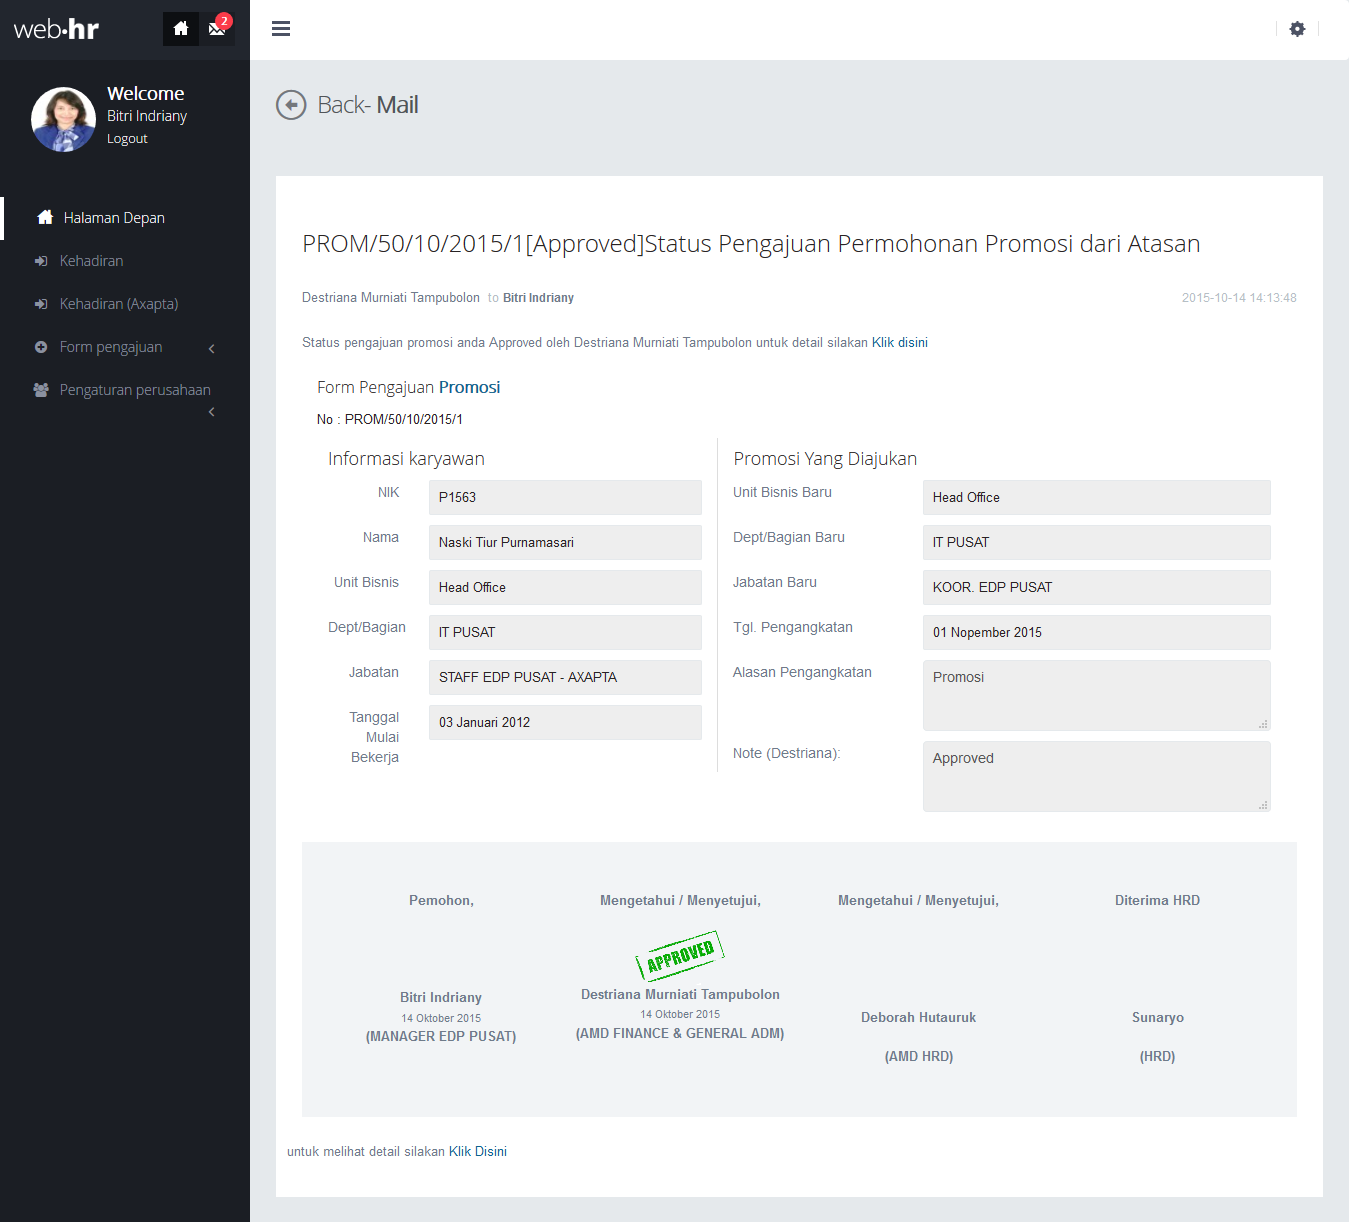 web·hr
2
Welcome
Bitri Indriany
Logout
Halaman Depan
Kehadiran
Kehadiran (Axapta)
Form pengajuan
Pengaturan perusahaan
Back- Mail
PROM/50/10/2015/1[Approved]Status Pengajuan Permohonan Promosi dari Atasan
Destriana Murniati Tampubolon to Bitri Indriany 2015-10-14 14:13:48
Status pengajuan promosi anda Approved oleh Destriana Murniati Tampubolon untuk detail silakan Klik disini
Form Pengajuan Promosi
No : PROM/50/10/2015/1
Informasi karyawan
NIK P1563
Nama Naski Tiur Purnamasari
Unit Bisnis Head Office
Dept/Bagian IT PUSAT
Jabatan STAFF EDP PUSAT - AXAPTA
Tanggal Mulai Bekerja 03 Januari 2012
Promosi Yang Diajukan
Unit Bisnis Baru Head Office
Dept/Bagian Baru IT PUSAT
Jabatan Baru KOOR. EDP PUSAT
Tgl. Pengangkatan 01 Nopember 2015
Alasan Pengangkatan Promosi
Note (Destriana): Approved
Pemohon,
Bitri Indriany
14 Oktober 2015
(MANAGER EDP PUSAT)
Mengetahui / Menyetujui,
APPROVED
Destriana Murniati Tampubolon
14 Oktober 2015
(AMD FINANCE & GENERAL ADM)
Mengetahui / Menyetujui,
Deborah Hutauruk
(AMD HRD)
Diterima HRD
Sunaryo
(HRD)
untuk melihat detail silakan Klik Disini